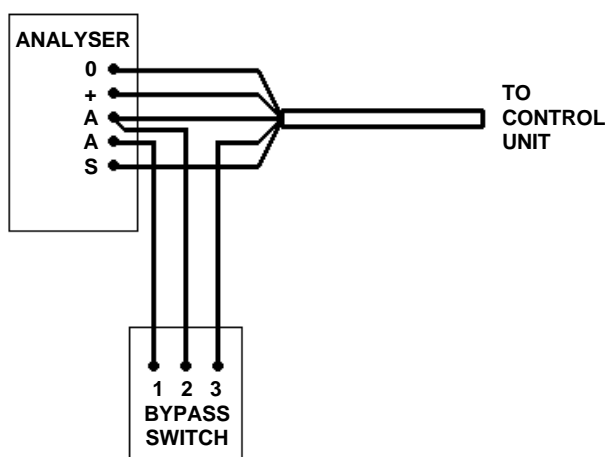 ANALYSER
0
+
A
A
S
TO
CONTROL
UNIT
1 2 3
BYPASS
SWITCH